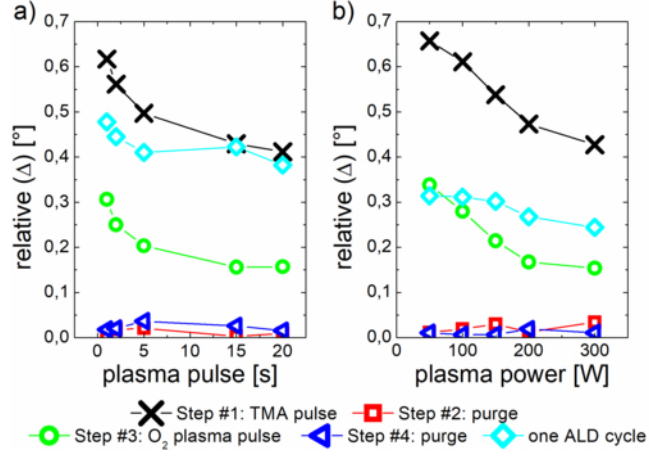 a)
b)
0,7
0,6
0,5
0,4
0,3
0,2
0,1
0,0
relative (Δ) [°]
0 5 10 15 20
plasma pulse [s]
0,7
0,6
0,5
0,4
0,3
0,2
0,1
0,0
relative (Δ) [°]
0 100 200 300
plasma power [W]
Step #1: TMA pulse Step #2: purge
Step #3: O₂ plasma pulse Step #4: purge one ALD cycle